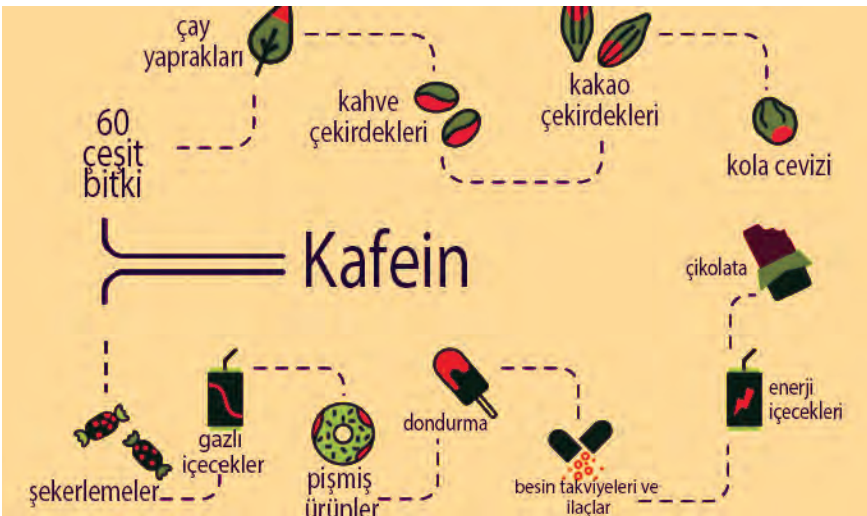 çay
yaprakları
kahve
çekirdekleri
kakao
çekirdekleri
kola cevizi
60
çeşit
bitki
Kafein
çikolata
enerji
içecekleri
besin takviyeleri ve
ilaçlar
dondurma
pişmiş
ürünler
gazlı
içecekler
şekerlemeler